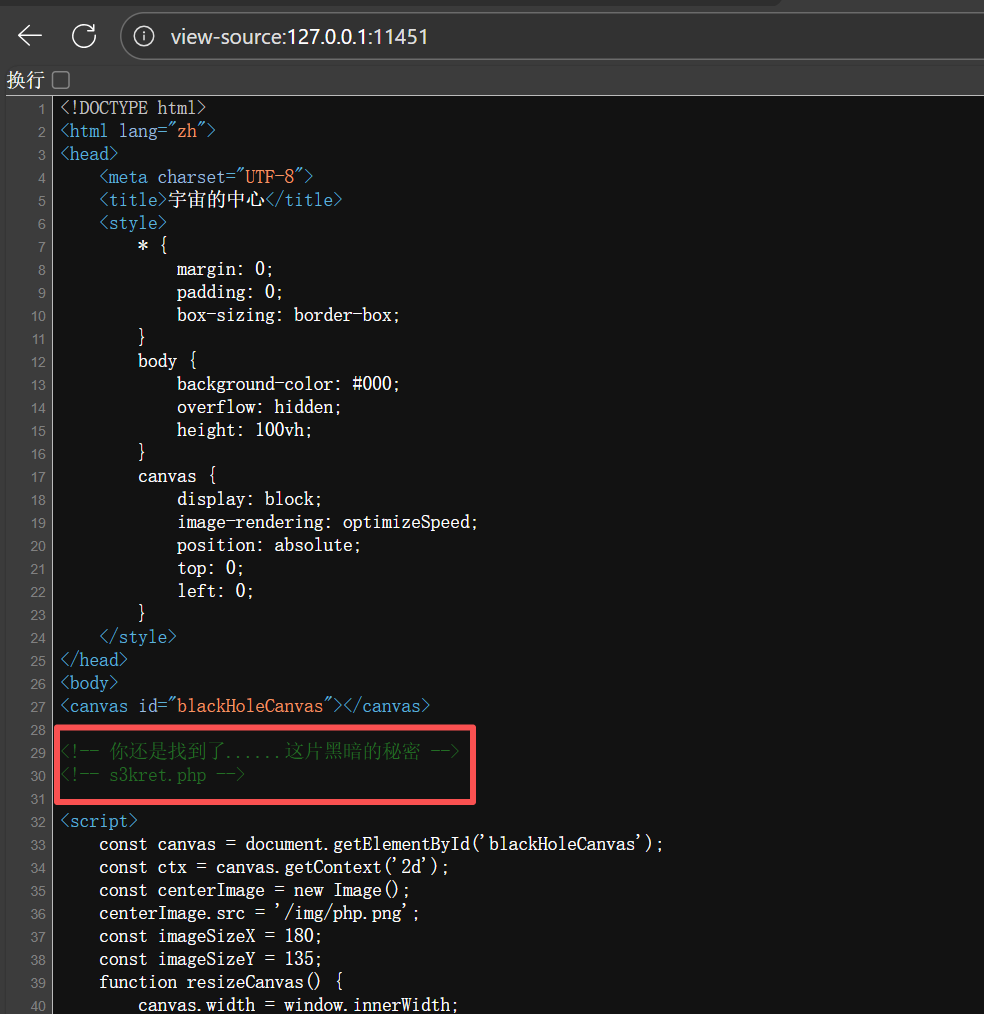 view-source:127.0.0.1:11451
换行
1 <!DOCTYPE html>
2 <html lang="zh">
3 <head>
4 <meta charset="UTF-8">
5 <title>宇宙的中心</title>
6 <style>
7 * {
8 margin: 0;
9 padding: 0;
10 box-sizing: border-box;
11 }
12 body {
13 background-color: #000;
14 overflow: hidden;
15 height: 100vh;
16 }
17 canvas {
18 display: block;
19 image-rendering: optimizeSpeed;
20 position: absolute;
21 top: 0;
22 left: 0;
23 }
24 </style>
25 </head>
26 <body>
27 <canvas id="blackHoleCanvas"></canvas>
28
29 <!-- 你还是找到了......这片黑暗的秘密 -->
30 <!-- s3kret.php -->
31
32 <script>
33 const canvas = document.getElementById('blackHoleCanvas');
34 const ctx = canvas.getContext('2d');
35 const centerImage = new Image();
36 centerImage.src = '/img/php.png';
37 const imageSizeX = 180;
38 const imageSizeY = 135;
39 function resizeCanvas() {
40 canvas.width = window.innerWidth;